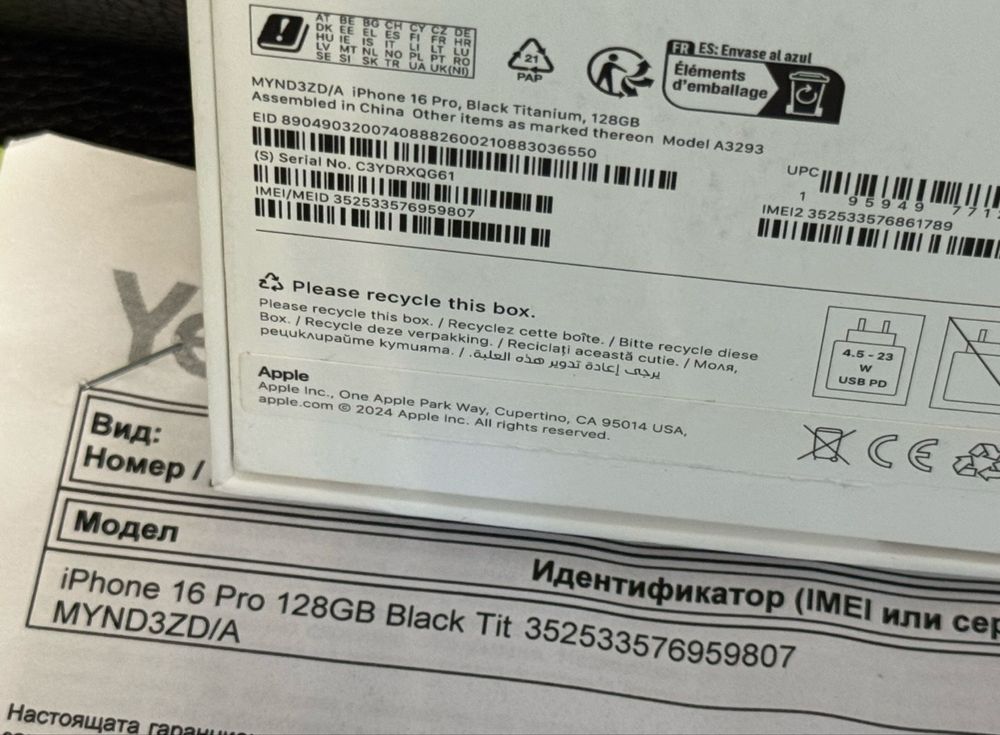 AT BE BG CH CY CZ DE
DK EE EL ES FI FR HR
HU IE IS IT LI LT LU
LV MT NL NO PL PT RO
SE SI SK TR UA UK(NI)
21
PAP
FR ES: Envase al azul
Éléments
d'emballage
MYND3ZD/A iPhone 16 Pro, Black Titanium, 128GB
Assembled in China Other items as marked thereon Model A3293
EID 89049032007408882600210883036550
(S) Serial No. C3YDRXQG61
IMEI/MEID 352533576959807
UPC
1 95949 771
IMEI2 352533576861789
Please recycle this box.
Please recycle this box. / Recyclez cette boîte. / Bitte recycle diese
Box. / Recycle deze verpakking. / Reciclați această cutie. / Моля,
рециклирайте кутията. / يرجى إعادة تدوير هذه العلبة.
4.5 - 23
W
USB PD
Apple
Apple Inc., One Apple Park Way, Cupertino, CA 95014 USA,
apple.com © 2024 Apple Inc. All rights reserved.
CE
Ye
Вид:
Номер /
Модел
Идентификатор (IMEI или сер
iPhone 16 Pro 128GB Black Tit 352533576959807
MYND3ZD/A
Настоящата